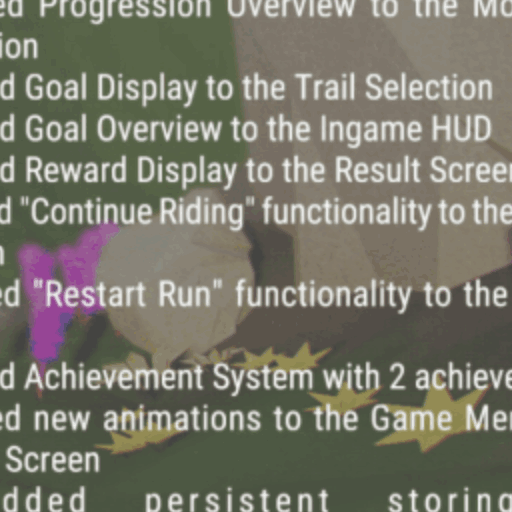 ed Progression Overview to the Mo
ion
d Goal Display to the Trail Selection
d Goal Overview to the Ingame HUD
d Reward Display to the Result Screen
d "Continue Riding" functionality to the
n
ed "Restart Run" functionality to the
d Achievement System with 2 achieve
ed new animations to the Game Men
Screen
dded persistent storing